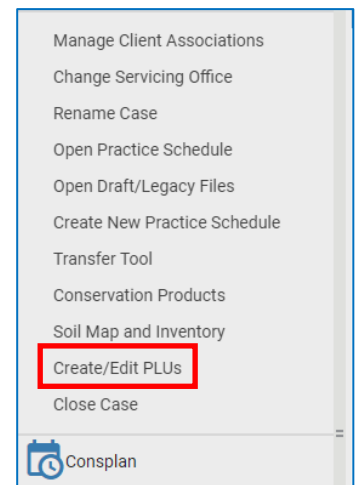 Manage Client Associations
Change Servicing Office
Rename Case
Open Practice Schedule
Open Draft/Legacy Files
Create New Practice Schedule
Transfer Tool
Conservation Products
Soil Map and Inventory
Create/Edit PLUs
Close Case
Consplan